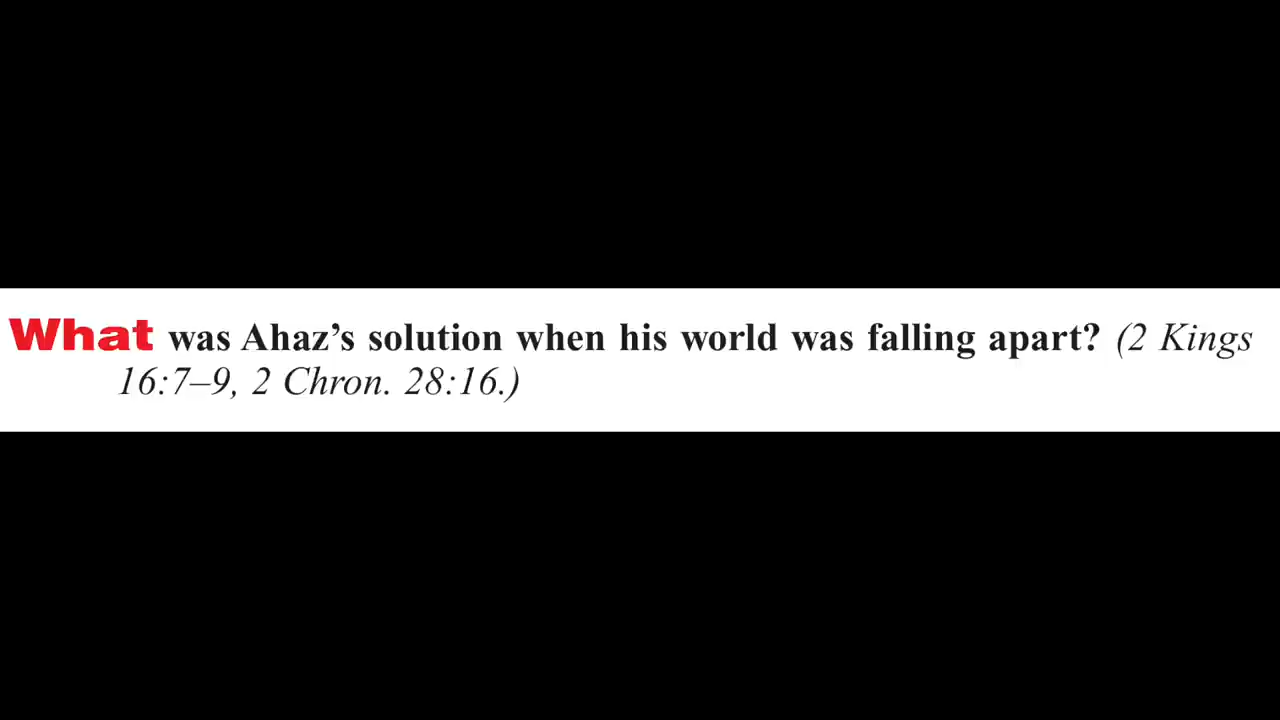 What was Ahaz’s solution when his world was falling apart? (2 Kings
16:7–9, 2 Chron. 28:16.)